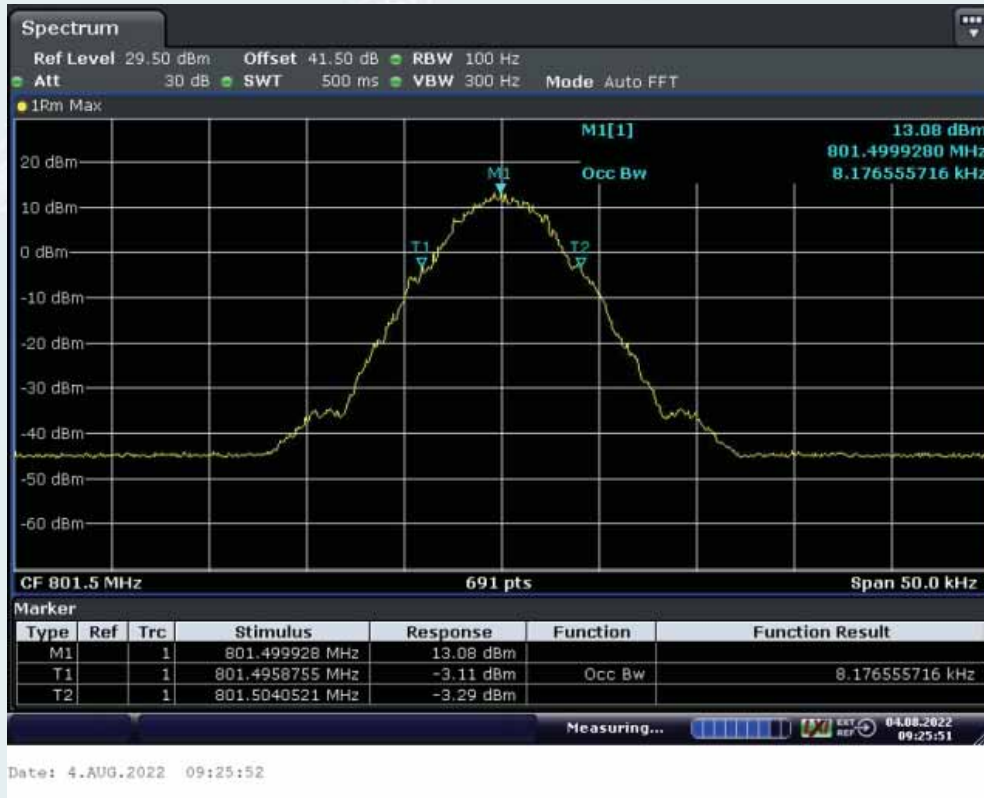 Spectrum
Ref Level 29.50 dBm Offset 41.50 dB RBW 100 Hz
Att 30 dB SWT 500 ms VBW 300 Hz Mode Auto FFT
1Rm Max
M1[1] 13.08 dBm
801.4999280 MHz
20 dBm
M1 Occ Bw 8.176555716 kHz
10 dBm
T1 T2
0 dBm
-10 dBm
-20 dBm
-30 dBm
-40 dBm
-50 dBm
-60 dBm
CF 801.5 MHz 691 pts Span 50.0 kHz
Marker
Type Ref Trc Stimulus Response Function Function Result
M1 1 801.499928 MHz 13.08 dBm
T1 1 801.4958755 MHz -3.11 dBm Occ Bw 8.176555716 kHz
T2 1 801.5040521 MHz -3.29 dBm
Measuring... LXI EXT REF 04.08.2022
09:25:51
Date: 4.AUG.2022 09:25:52